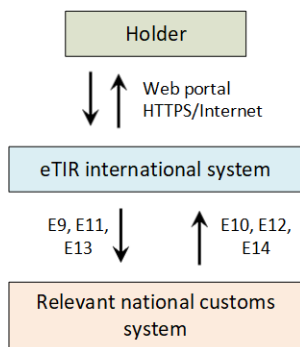 Holder
Web portal
HTTPS/Internet
eTIR international system
E9, E11,
E13
E10, E12,
E14
Relevant national customs
system